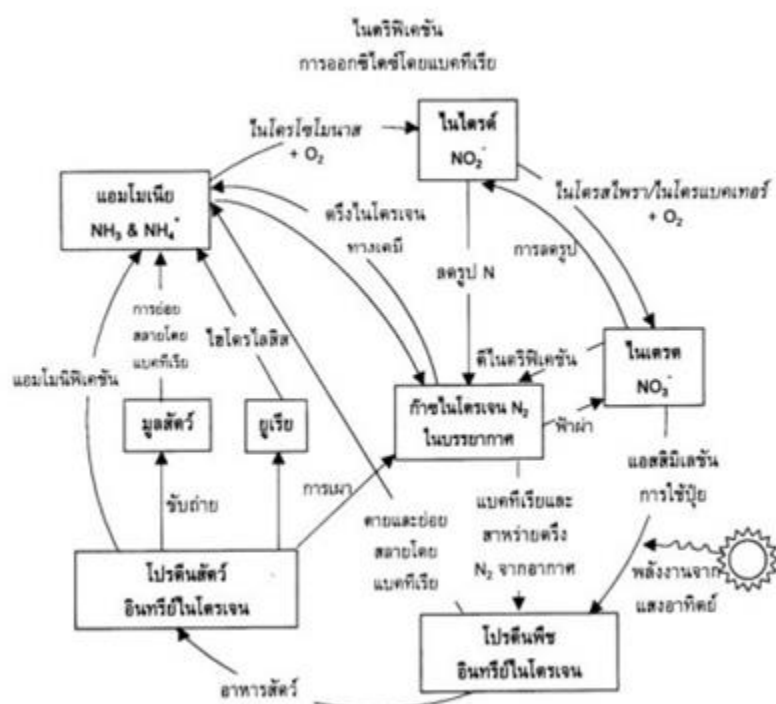 ไนตริฟิเคชัน
การออกซิไดซ์โดยแบคทีเรีย
ไนโตรโซโมนาส
+ O₂
ไนไตรต์
NO₂⁻
แอมโมเนีย
NH₃ & NH₄⁺
ตรึงไนโตรเจน
ทางเคมี
ไนโตรสไพรา/ไนโตรแบคเทอร์
+ O₂
การลดรูป
ลดรูป N
การย่อย
สลายโดย
แบคทีเรีย
ไฮโดรไลสิส
แอมโมนิฟิเคชัน
ดีไนตริฟิเคชัน
ไนเตรต
NO₃⁻
ก๊าซไนโตรเจน N₂
ในบรรยากาศ
ฟ้าผ่า
มูลสัตว์
ยูเรีย
แอสสิมิเลชัน
การใช้ปุ๋ย
การเผา
ขับถ่าย
ตายและย่อย
สลายโดย
แบคทีเรีย
แบคทีเรียและ
สาหร่ายตรึง
N₂ จากอากาศ
พลังงานจาก
แสงอาทิตย์
โปรตีนสัตว์
อินทรีย์ไนโตรเจน
โปรตีนพืช
อินทรีย์ไนโตรเจน
อาหารสัตว์